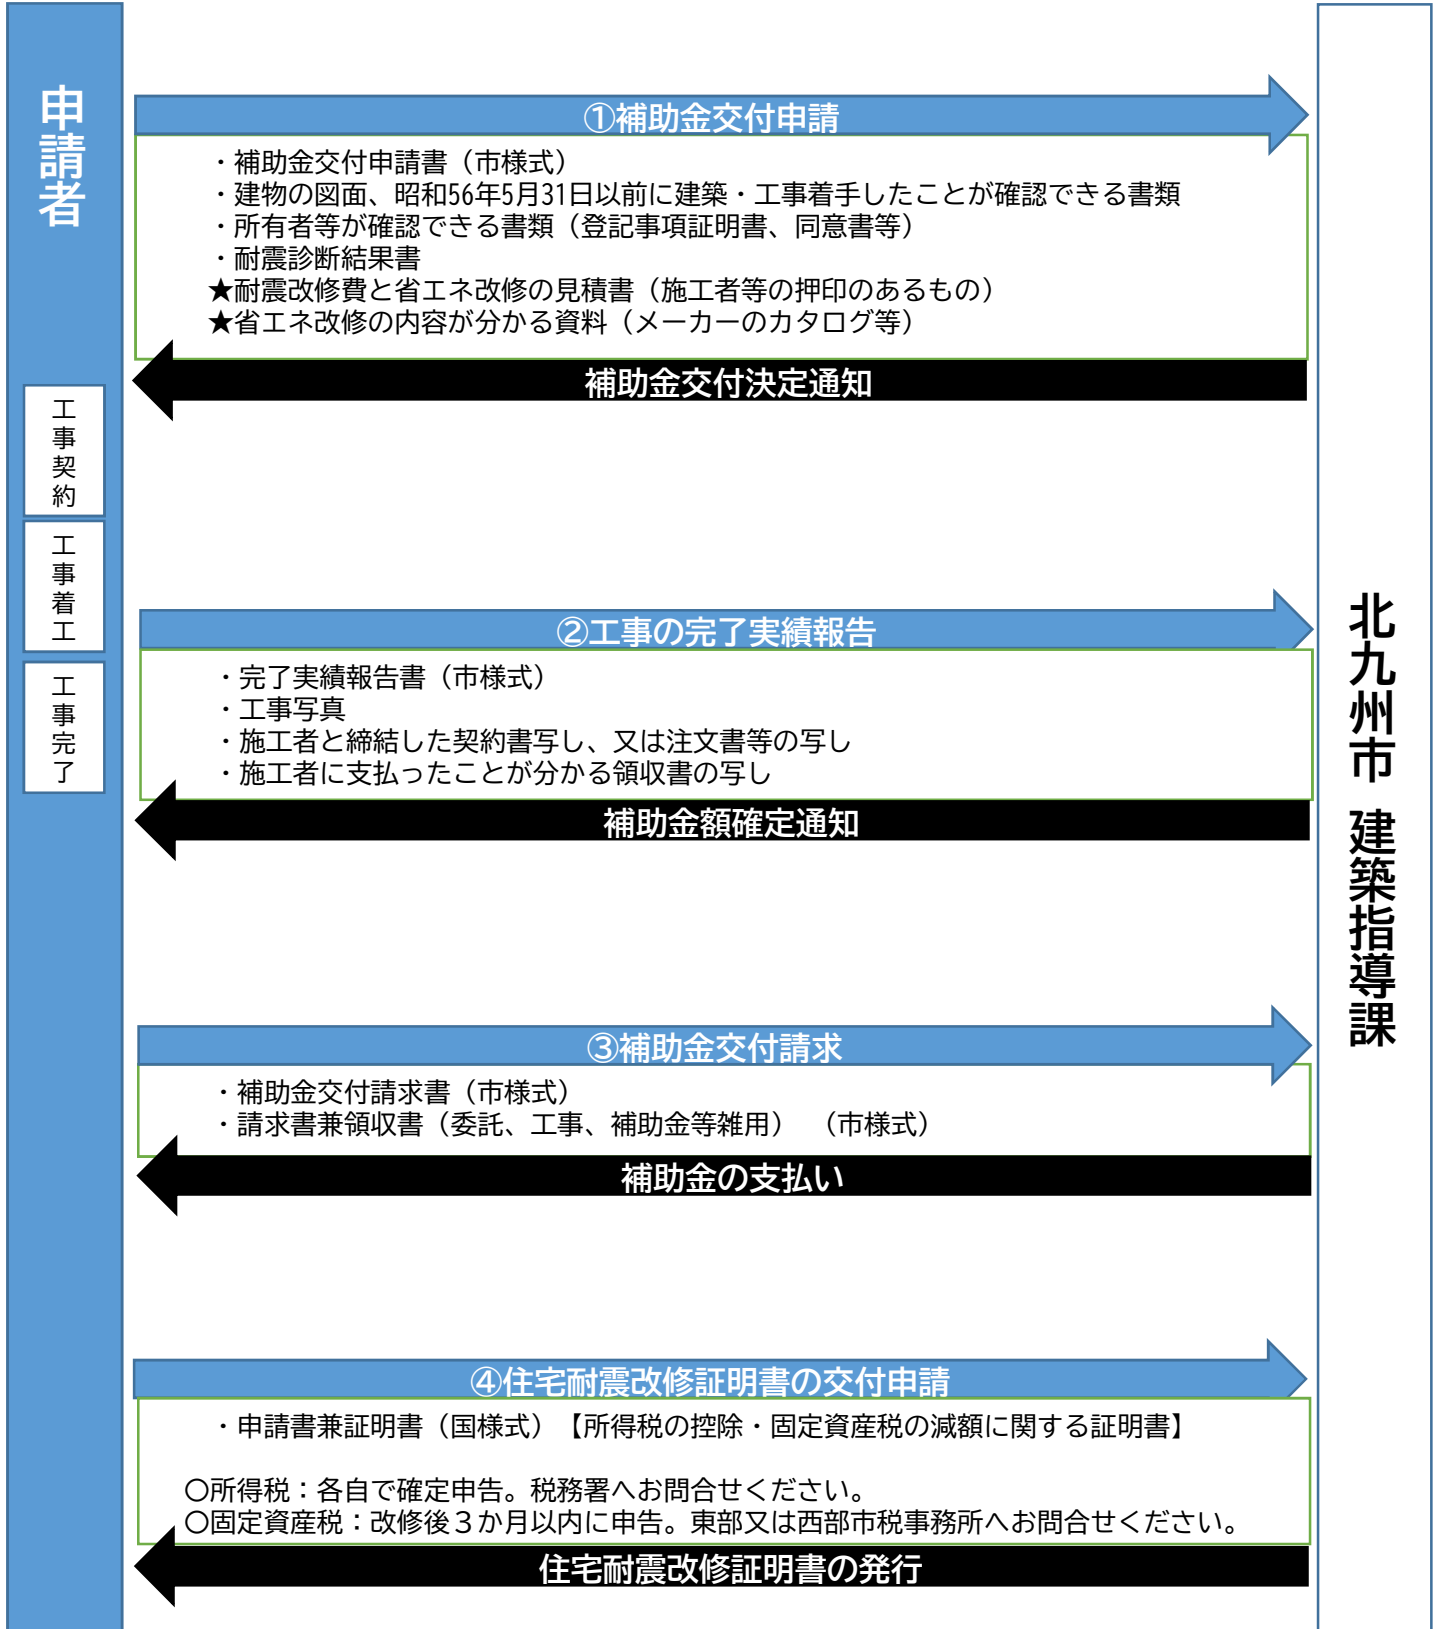 申請者
①補助金交付申請
・補助金交付申請書（市様式）
・建物の図面、昭和56年5月31日以前に建築・工事着手したことが確認できる書類
・所有者等が確認できる書類（登記事項証明書、同意書等）
・耐震診断結果書
★耐震改修費と省エネ改修の見積書（施工者等の押印のあるもの）
★省エネ改修の内容が分かる資料（メーカーのカタログ等）
補助金交付決定通知
工事契約
工事着工
工事完了
②工事の完了実績報告
・完了実績報告書（市様式）
・工事写真
・施工者と締結した契約書写し、又は注文書等の写し
・施工者に支払ったことが分かる領収書の写し
補助金額確定通知
③補助金交付請求
・補助金交付請求書（市様式）
・請求書兼領収書（委託、工事、補助金等雑用） （市様式）
補助金の支払い
④住宅耐震改修証明書の交付申請
・申請書兼証明書（国様式）【所得税の控除・固定資産税の減額に関する証明書】
〇所得税：各自で確定申告。税務署へお問合せください。
〇固定資産税：改修後３か月以内に申告。東部又は西部市税事務所へお問合せください。
住宅耐震改修証明書の発行
北九州市 建築指導課